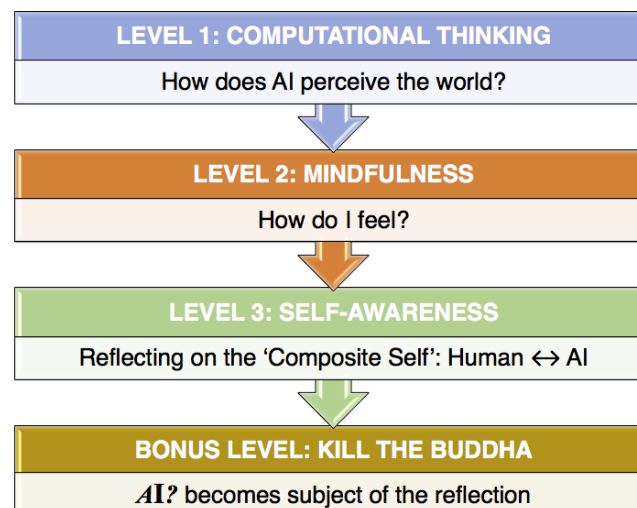 LEVEL 1: COMPUTATIONAL THINKING
How does AI perceive the world?
LEVEL 2: MINDFULNESS
How do I feel?
LEVEL 3: SELF-AWARENESS
Reflecting on the ‘Composite Self’: Human ↔ AI
BONUS LEVEL: KILL THE BUDDHA
AI? becomes subject of the reflection